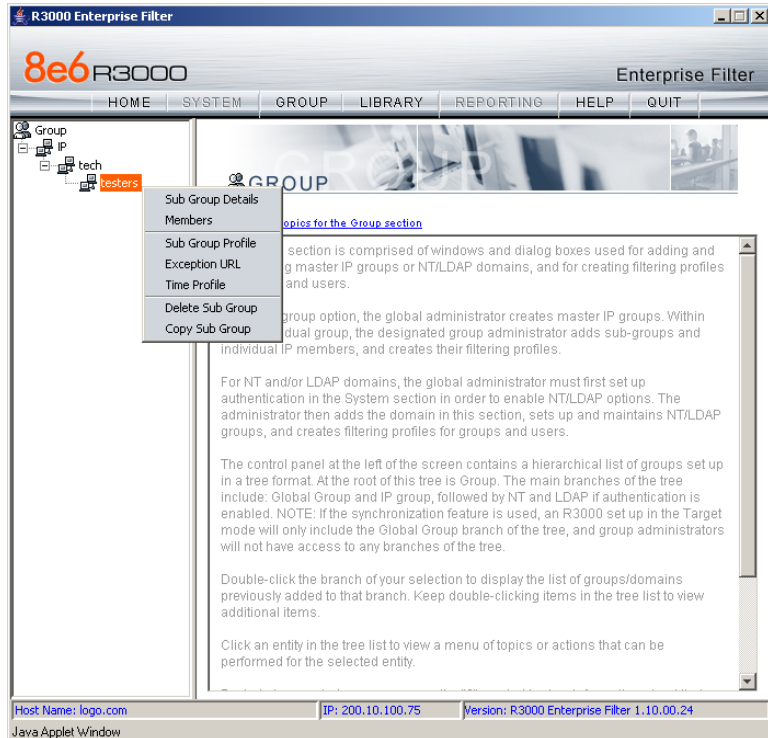 R3000 Enterprise Filter
8e6 R3000
Enterprise Filter
HOME SYSTEM GROUP LIBRARY REPORTING HELP QUIT
Group
IP
tech
testers
Sub Group Details
Members
Sub Group Profile
Exception URL
Time Profile
Delete Sub Group
Copy Sub Group
GROUP
GROUP
opics for the Group section
section is comprised of windows and dialog boxes used for adding and
g master IP groups or NT/LDAP domains, and for creating filtering profiles
and users.
group option, the global administrator creates master IP groups. Within
dual group, the designated group administrator adds sub-groups and
individual IP members, and creates their filtering profiles.
For NT and/or LDAP domains, the global administrator must first set up
authentication in the System section in order to enable NT/LDAP options. The
administrator then adds the domain in this section, sets up and maintains NT/LDAP
groups, and creates filtering profiles for groups and users.
The control panel at the left of the screen contains a hierarchical list of groups set up
in a tree format. At the root of this tree is Group. The main branches of the tree
include: Global Group and IP group, followed by NT and LDAP if authentication is
enabled. NOTE: If the synchronization feature is used, an R3000 set up in the Target
mode will only include the Global Group branch of the tree, and group administrators
will not have access to any branches of the tree.
Double-click the branch of your selection to display the list of groups/domains
previously added to that branch. Keep double-clicking items in the tree list to view
additional items.
Click an entity in the tree list to view a menu of topics or actions that can be
performed for the selected entity.
Host Name: logo.com IP: 200.10.100.75 Version: R3000 Enterprise Filter 1.10.00.24
Java Applet Window